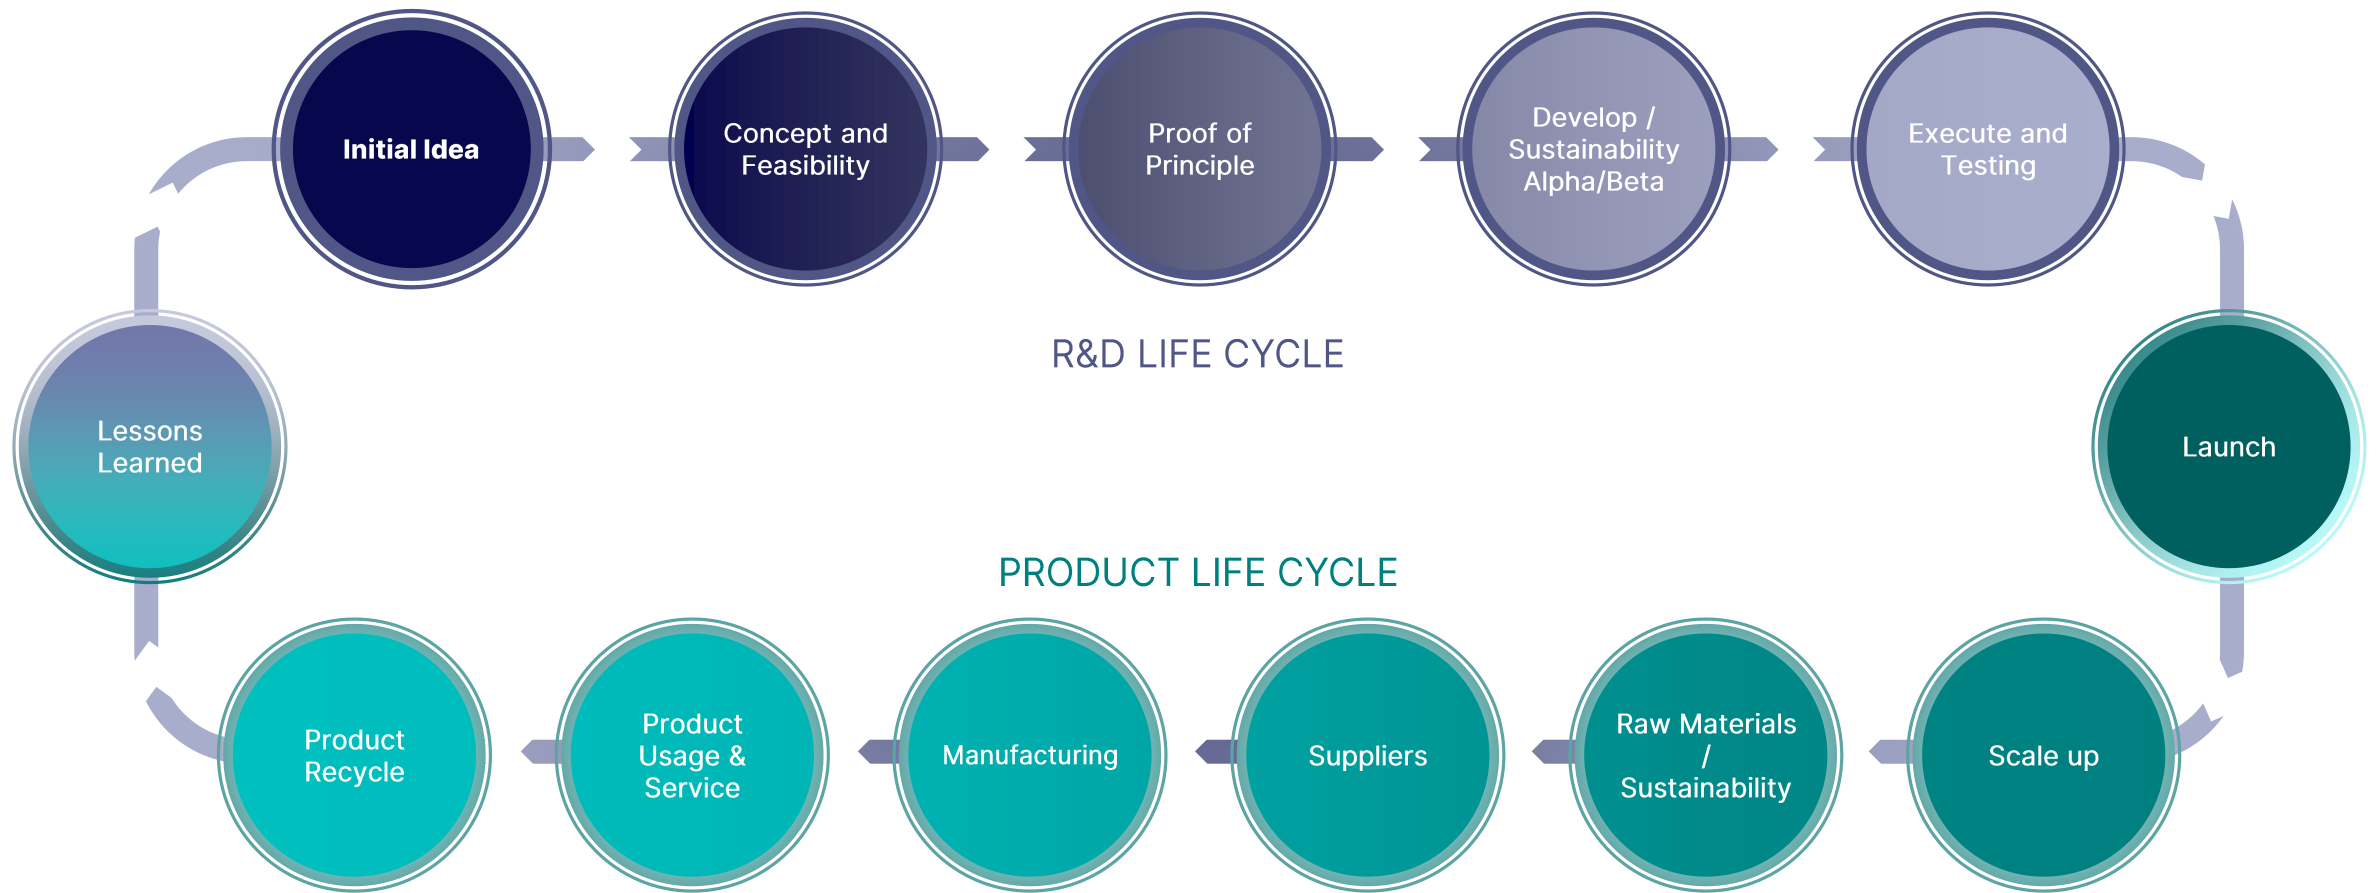 Initial Idea
Concept and
Feasibility
Proof of
Principle
Develop /
Sustainability
Alpha/Beta
Execute and
Testing
R&D LIFE CYCLE
Lessons
Learned
Launch
PRODUCT LIFE CYCLE
Product
Recycle
Product
Usage &
Service
Manufacturing
Suppliers
Raw Materials
/
Sustainability
Scale up